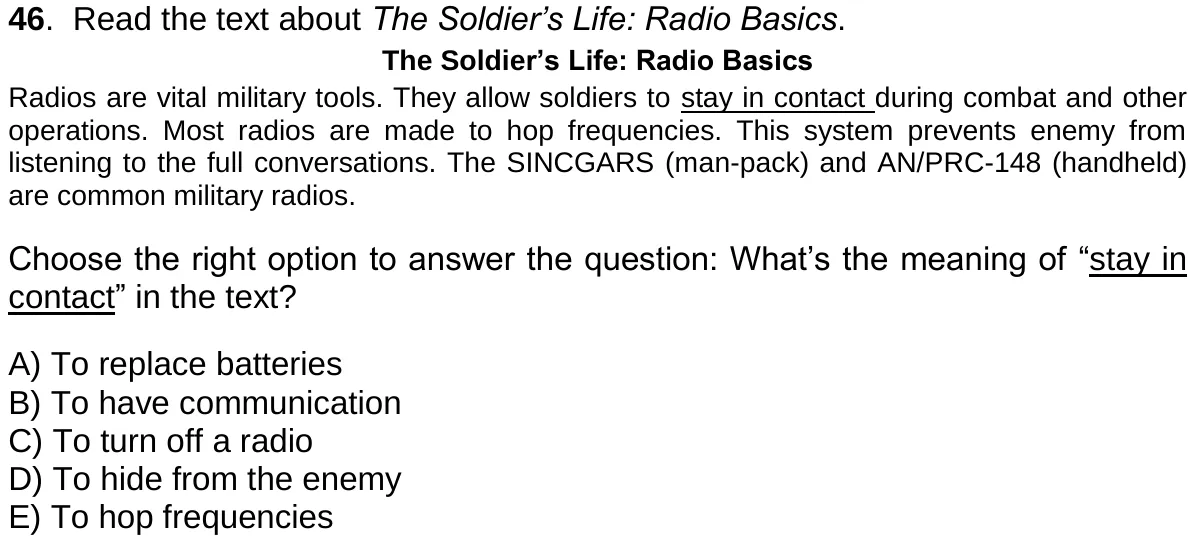 46. Read the text about The Soldier’s Life: Radio Basics.
The Soldier’s Life: Radio Basics
Radios are vital military tools. They allow soldiers to stay in contact during combat and other
operations. Most radios are made to hop frequencies. This system prevents enemy from
listening to the full conversations. The SINCGARS (man-pack) and AN/PRC-148 (handheld)
are common military radios.
Choose the right option to answer the question: What’s the meaning of “stay in
contact” in the text?
A) To replace batteries
B) To have communication
C) To turn off a radio
D) To hide from the enemy
E) To hop frequencies